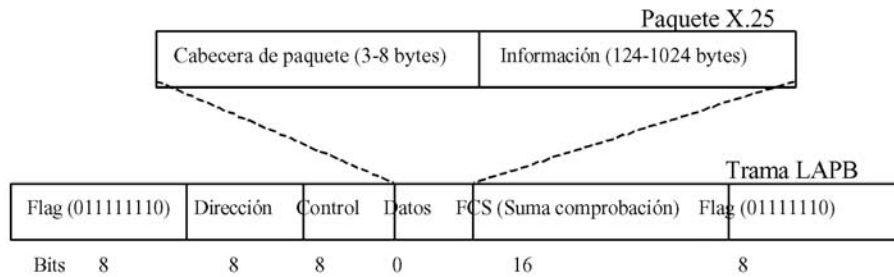 Paquete X.25
Cabecera de paquete (3-8 bytes) Información (124-1024 bytes)
Trama LAPB
Flag (011111110) Dirección Control Datos FCS (Suma comprobación) Flag (01111110)
Bits 8 8 8 0 16 8